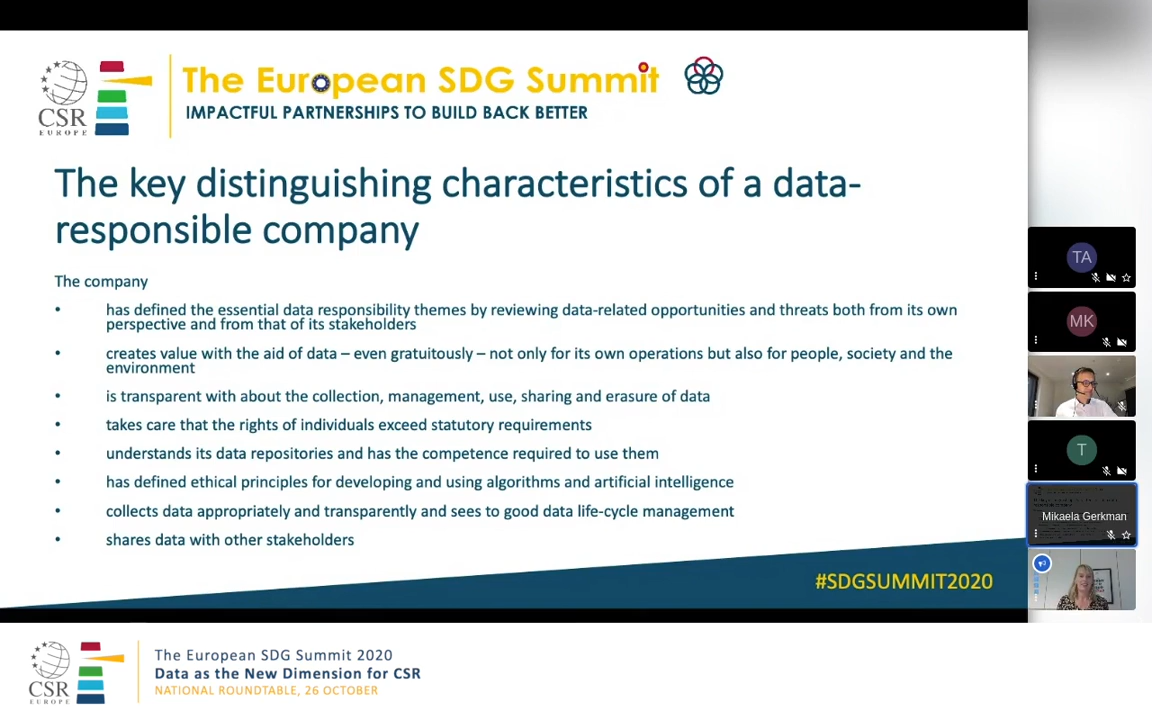 CSR
EUROPE
The European SDG Summit
IMPACTFUL PARTNERSHIPS TO BUILD BACK BETTER
The key distinguishing characteristics of a data-
responsible company
The company
• has defined the essential data responsibility themes by reviewing data-related opportunities and threats both from its own
perspective and from that of its stakeholders
• creates value with the aid of data – even gratuitously – not only for its own operations but also for people, society and the
environment
• is transparent with about the collection, management, use, sharing and erasure of data
• takes care that the rights of individuals exceed statutory requirements
• understands its data repositories and has the competence required to use them
• has defined ethical principles for developing and using algorithms and artificial intelligence
• collects data appropriately and transparently and sees to good data life-cycle management
• shares data with other stakeholders
#SDGSUMMIT2020
TA
MK
T
Mikaela Gerkman
CSR
EUROPE
The European SDG Summit 2020
Data as the New Dimension for CSR
NATIONAL ROUNDTABLE, 26 OCTOBER